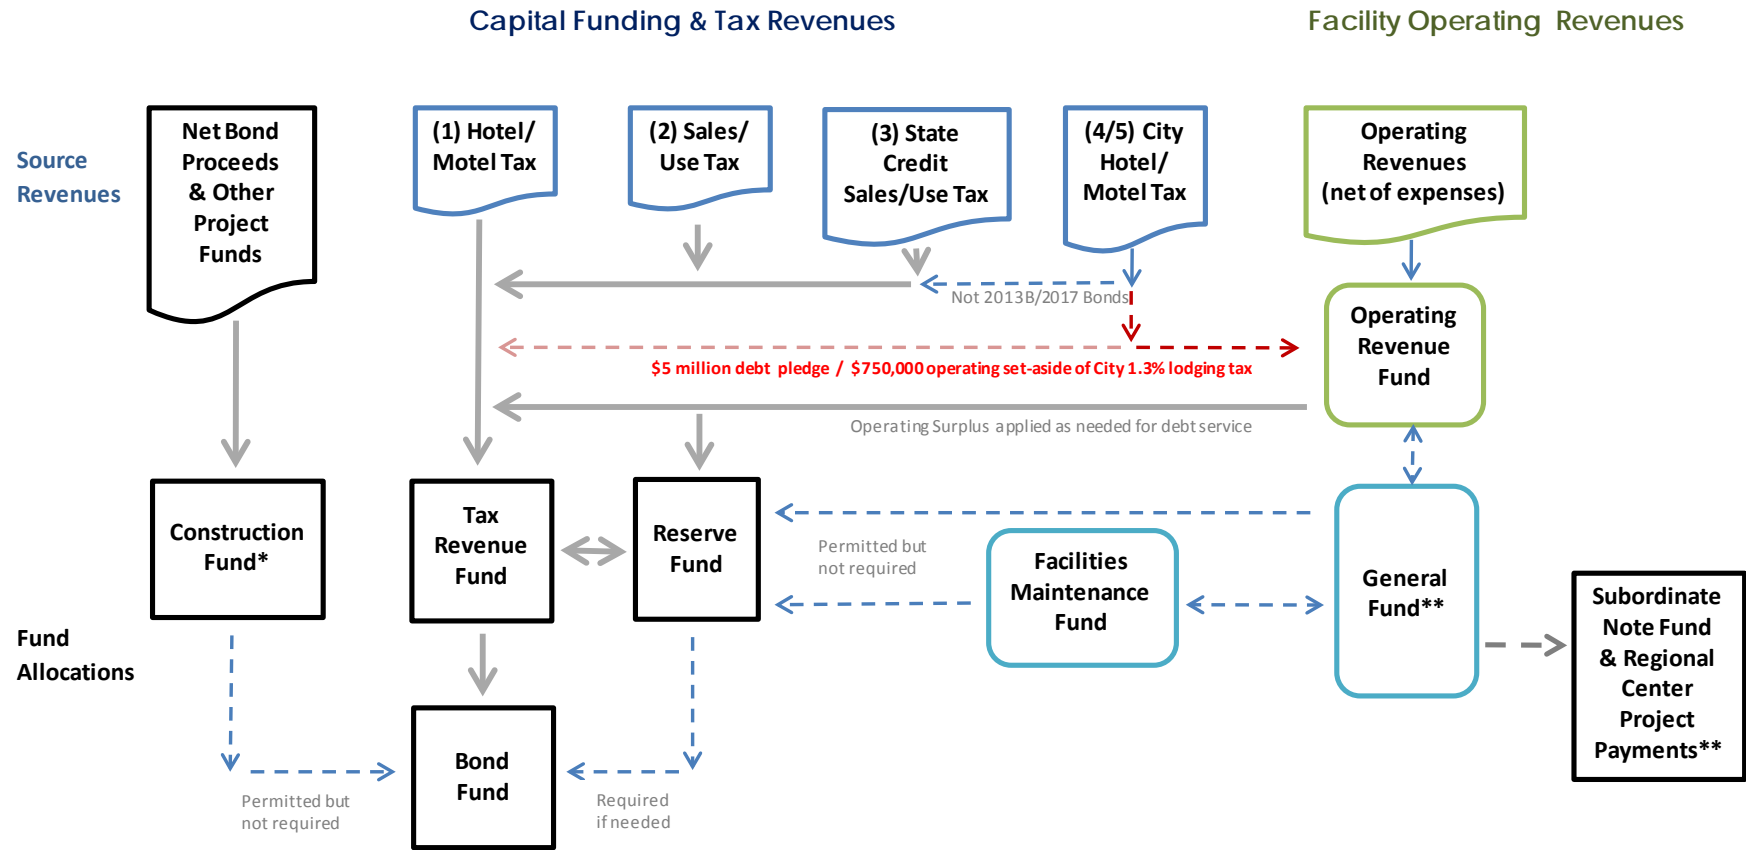 Capital Funding & Tax Revenues
Facility Operating Revenues
Source
Revenues
Net Bond
Proceeds
& Other
Project
Funds
(1) Hotel/
Motel Tax
(2) Sales/
Use Tax
(3) State
Credit
Sales/Use Tax
(4/5) City
Hotel/
Motel Tax
Operating
Revenues
(net of expenses)
Not 2013B/2017 Bonds
Operating
Revenue
Fund
$5 million debt pledge / $750,000 operating set-aside of City 1.3% lodging tax
Operating Surplus applied as needed for debt service
Construction
Fund*
Tax
Revenue
Fund
Reserve
Fund
Permitted but
not required
Facilities
Maintenance
Fund
General
Fund**
Subordinate
Note Fund
& Regional
Center
Project
Payments**
Fund
Allocations
Bond
Fund
Permitted but
not required
Required
if needed